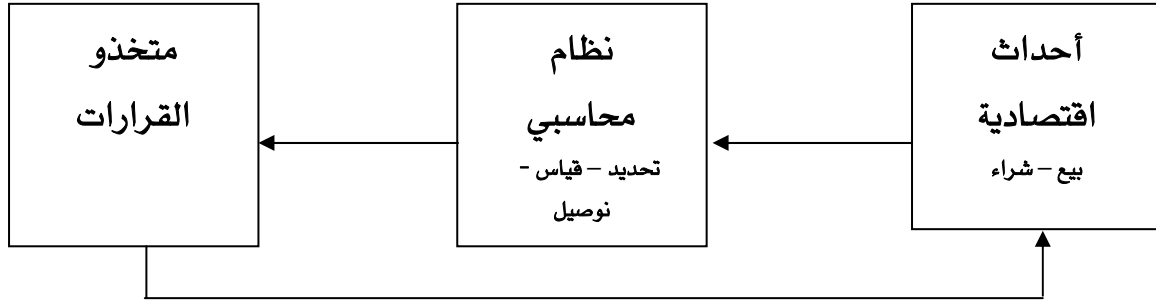 أحداث
اقتصادية
بيع – شراء
نظام
محاسبي
تحديد – قياس -
نوصيل
متخذو
القرارات